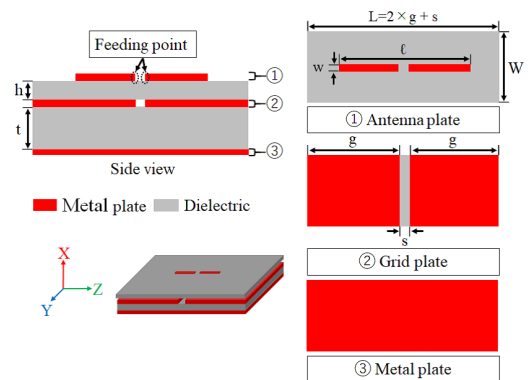 Feeding point
①
h
②
t
③
Side view
Metal plate
Dielectric
X
Y
Z
L=2×g+s
ℓ
w
W
① Antenna plate
g
g
s
② Grid plate
③ Metal plate